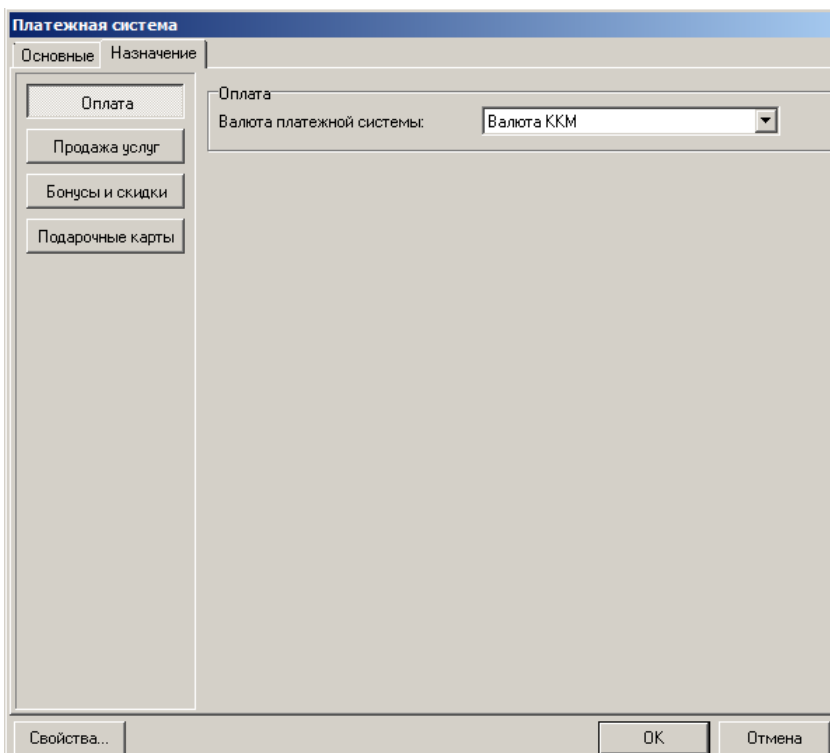 Платежная система
Основные Назначение
Оплата
Продажа услуг
Бонусы и скидки
Подарочные карты
Оплата
Валюта платежной системы: Валюта ККМ
Свойства... OK Отмена